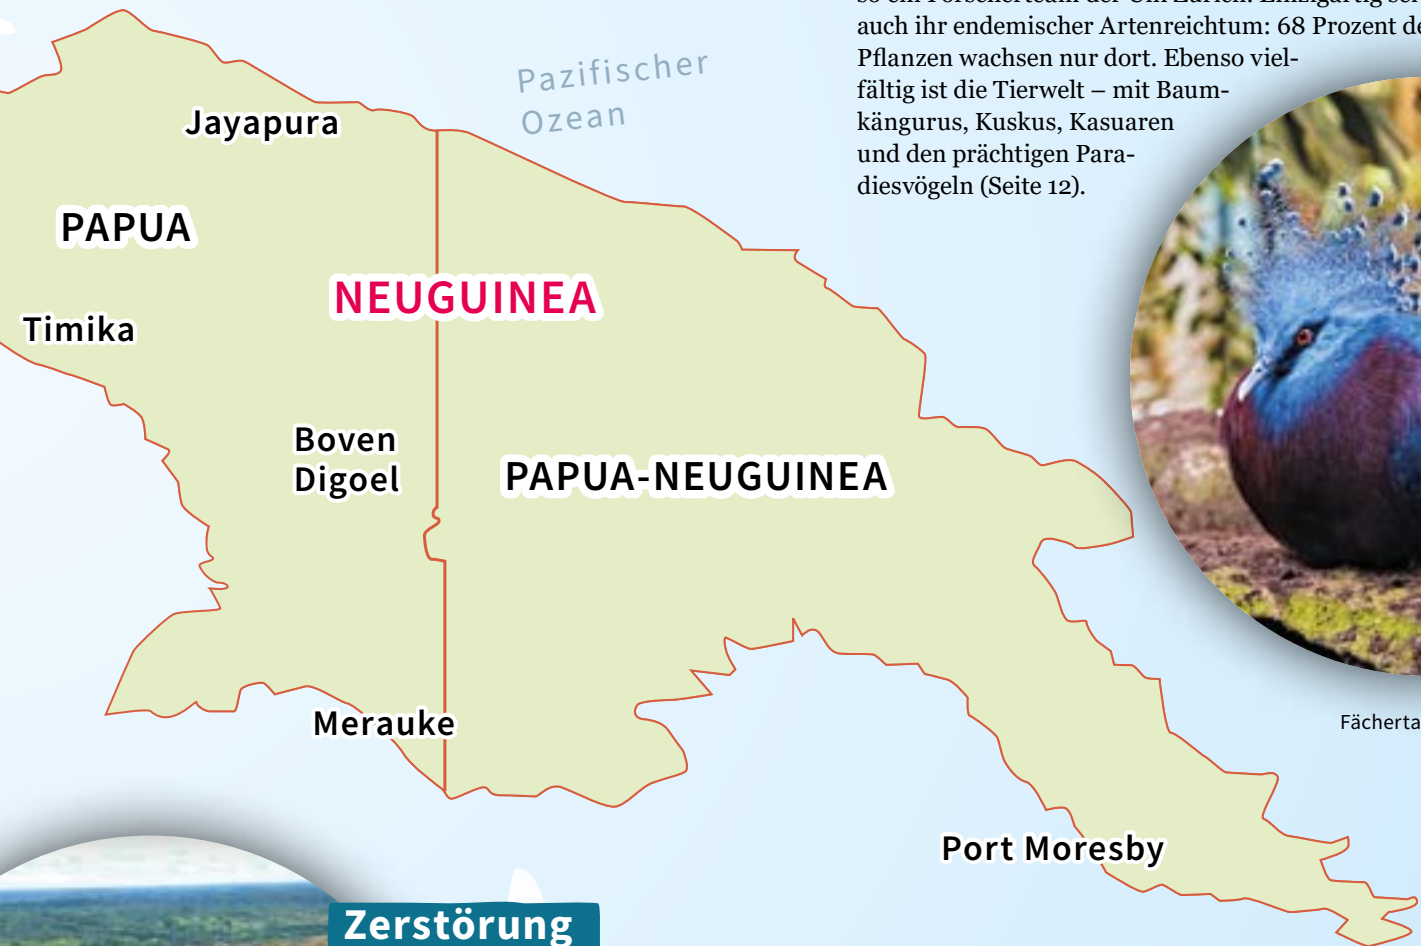 auch ihr endemischer Artenreichtum: 68 Prozent
Pflanzen wachsen nur dort. Ebenso viel-
fältig ist die Tierwelt – mit Baum-
kängurus, Kuskus, Kasuaren
und den prächtigen Para-
diesvögeln (Seite 12).
Pazifischer
Ozean
Jayapura
PAPUA
NEUGUINEA
Timika
Boven
Digoel
PAPUA-NEUGUINEA
Merauke
Port Moresby
Fächerta
Zerstörung